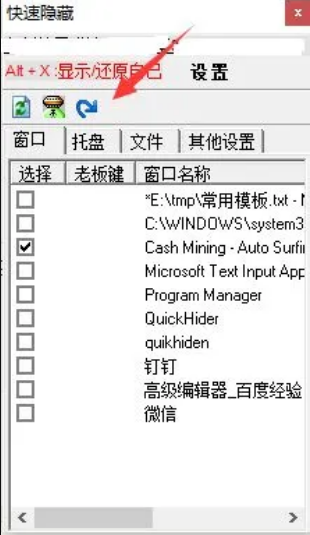 快速隐藏
x
Alt + X :显示/还原自己 设置
窗口 托盘 文件 其他设置
选择 老板键 窗口名称
*E:\tmp\常用模板.txt - N
C:\WINDOWS\system3
Cash Mining - Auto Surfin
Microsoft Text Input App
Program Manager
QuickHider
quikhiden
钉钉
高级编辑器_百度经验
微信